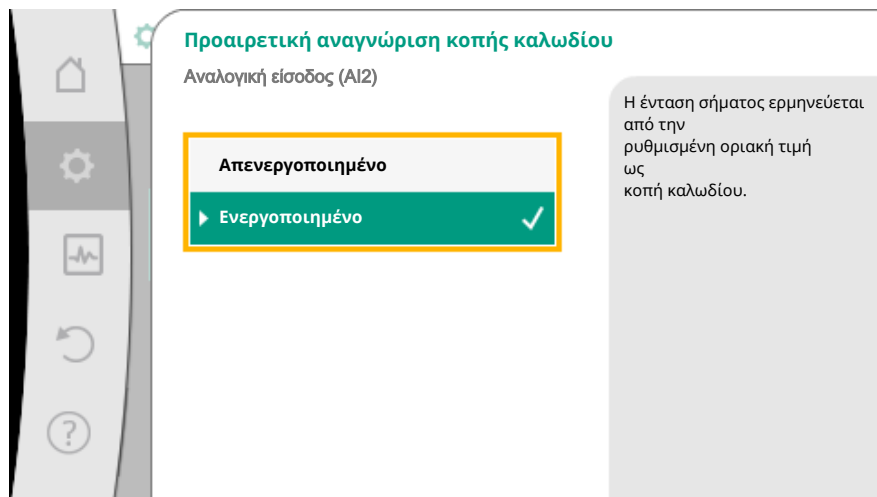 Προαιρετική αναγνώριση κοπής καλωδίου
Αναλογική είσοδος (AI2)
Απενεργοποιημένο
Ενεργοποιημένο
Η ένταση σήματος ερμηνεύεται
από την
ρυθμισμένη οριακή τιμή
ως
κοπή καλωδίου.
?